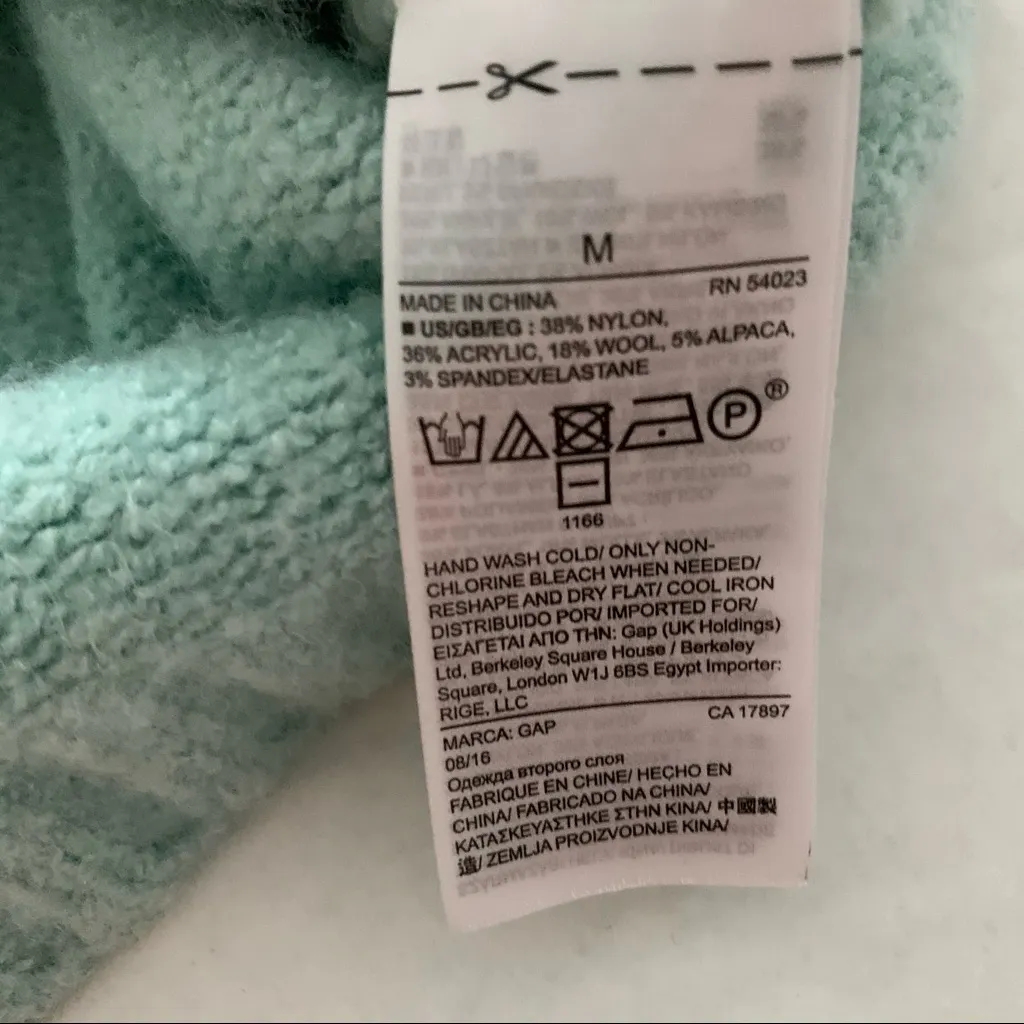 M
RN 54023
MADE IN CHINA
■ US/GB/EG : 38% NYLON,
36% ACRYLIC, 18% WOOL, 5% ALPACA,
3% SPANDEX/ELASTANE
P ®
1166
HAND WASH COLD/ ONLY NON-
CHLORINE BLEACH WHEN NEEDED/
RESHAPE AND DRY FLAT/ COOL IRON
DISTRIBUIDO POR/ IMPORTED FOR/
ΕΙΣΑΓΕΤΑΙ ΑΠΟ ΤΗΝ: Gap (UK Holdings)
Ltd, Berkeley Square House / Berkeley
Square, London W1J 6BS Egypt Importer:
RIGE, LLC
CA 17897
MARCA: GAP
08/16
Одежда второго слоя
FABRIQUE EN CHINE/ HECHO EN
CHINA/ FABRICADO NA CHINA/
ΚΑΤΑΣΚΕΥΑΣΤΗΚΕ ΣΤΗΝ ΚΙΝΑ/ 中國製
造/ ZEMLJA PROIZVODNJE KINA/